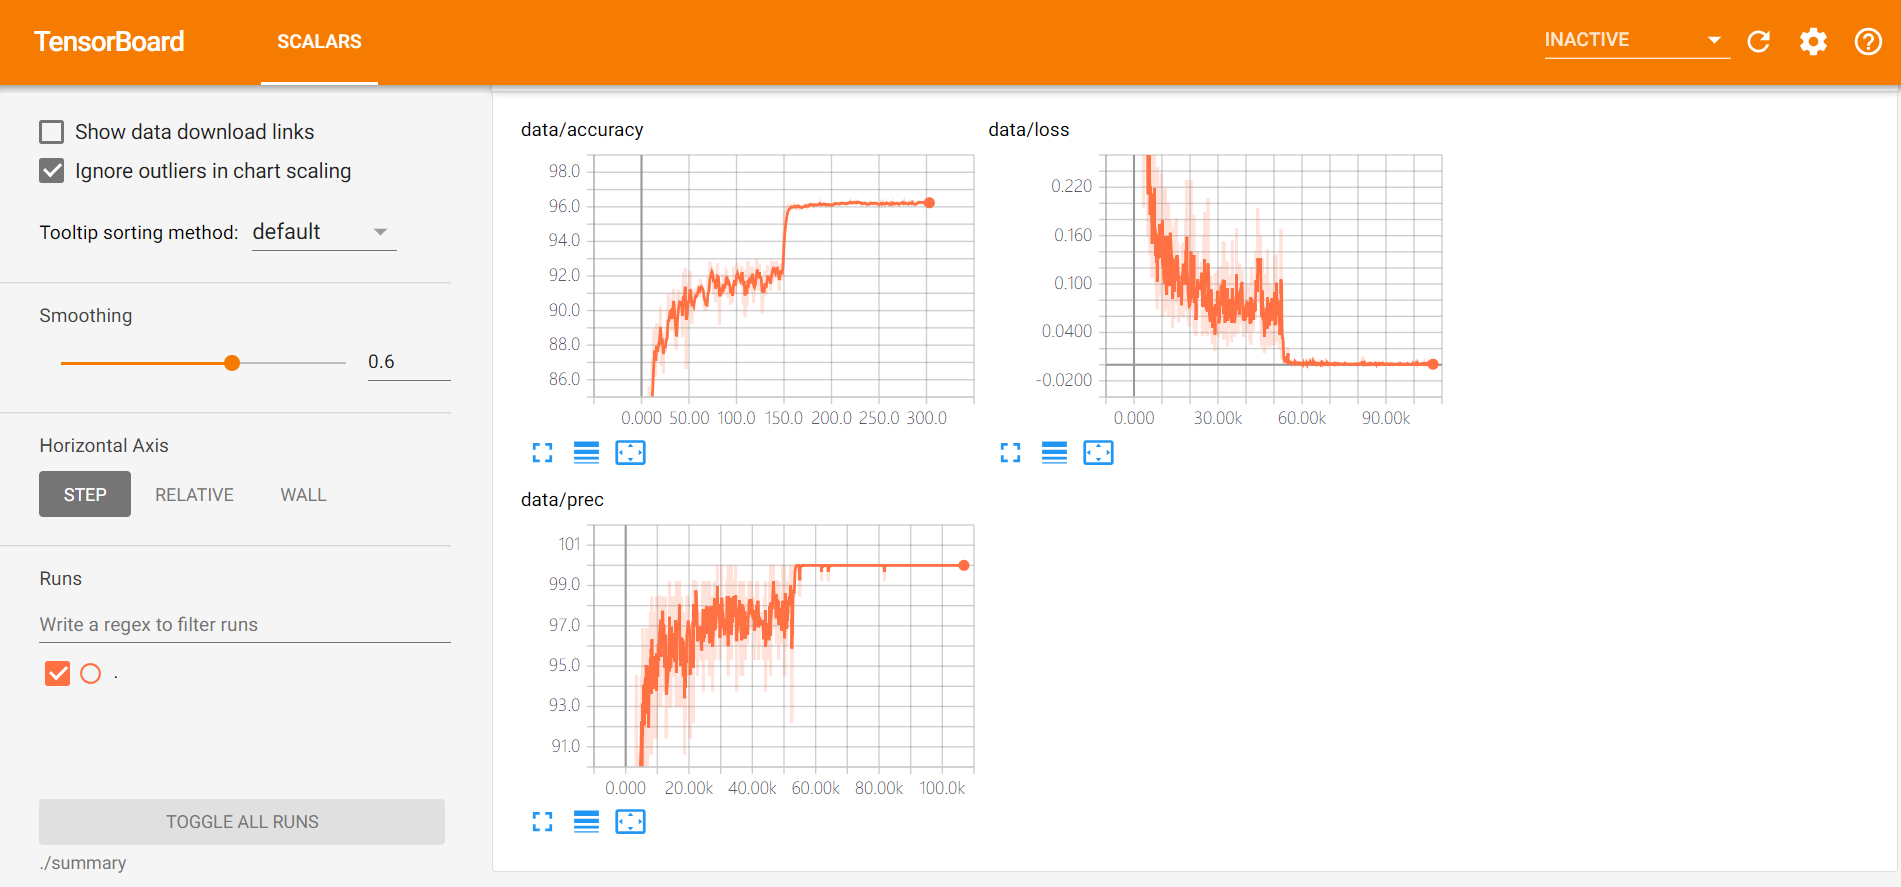 TensorBoard
SCALARS
INACTIVE
Show data download links
Ignore outliers in chart scaling
Tooltip sorting method: default
Smoothing
0.6
Horizontal Axis
STEP RELATIVE WALL
Runs
Write a regex to filter runs
.
TOGGLE ALL RUNS
./summary
data/accuracy
98.0
96.0
94.0
92.0
90.0
88.0
86.0
0.000 50.00 100.0 150.0 200.0 250.0 300.0
data/loss
0.220
0.160
0.100
0.0400
-0.0200
0.000 30.00k 60.00k 90.00k
data/prec
101
99.0
97.0
95.0
93.0
91.0
0.000 20.00k 40.00k 60.00k 80.00k 100.0k